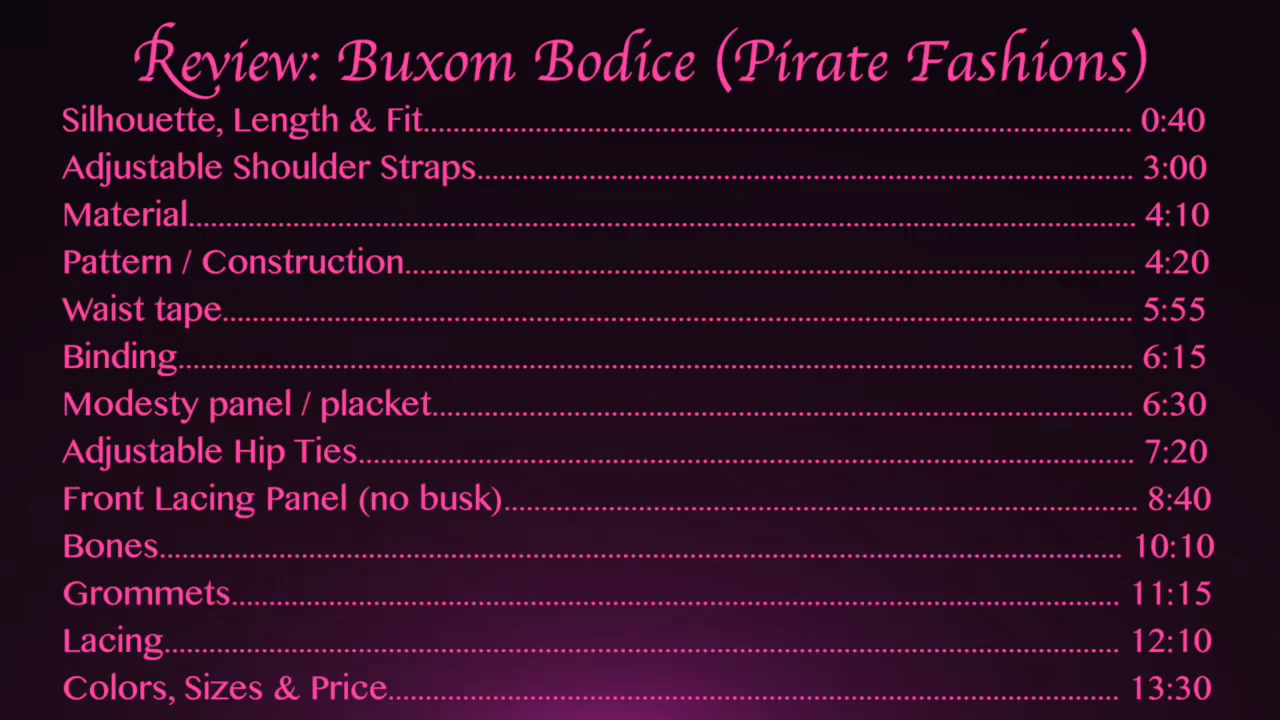 Review: Buxom Bodice (Pirate Fashions)
Silhouette, Length & Fit........................................................................................... 0:40
Adjustable Shoulder Straps.................................................................................... 3:00
Material......................................................................................................................... 4:10
Pattern / Construction.............................................................................................. 4:20
Waist tape..................................................................................................................... 5:55
Binding.......................................................................................................................... 6:15
Modesty panel / placket.......................................................................................... 6:30
Adjustable Hip Ties................................................................................................... 7:20
Front Lacing Panel (no busk)................................................................................. 8:40
Bones........................................................................................................................... 10:10
Grommets.................................................................................................................. 11:15
Lacing.......................................................................................................................... 12:10
Colors, Sizes & Price.............................................................................................. 13:30